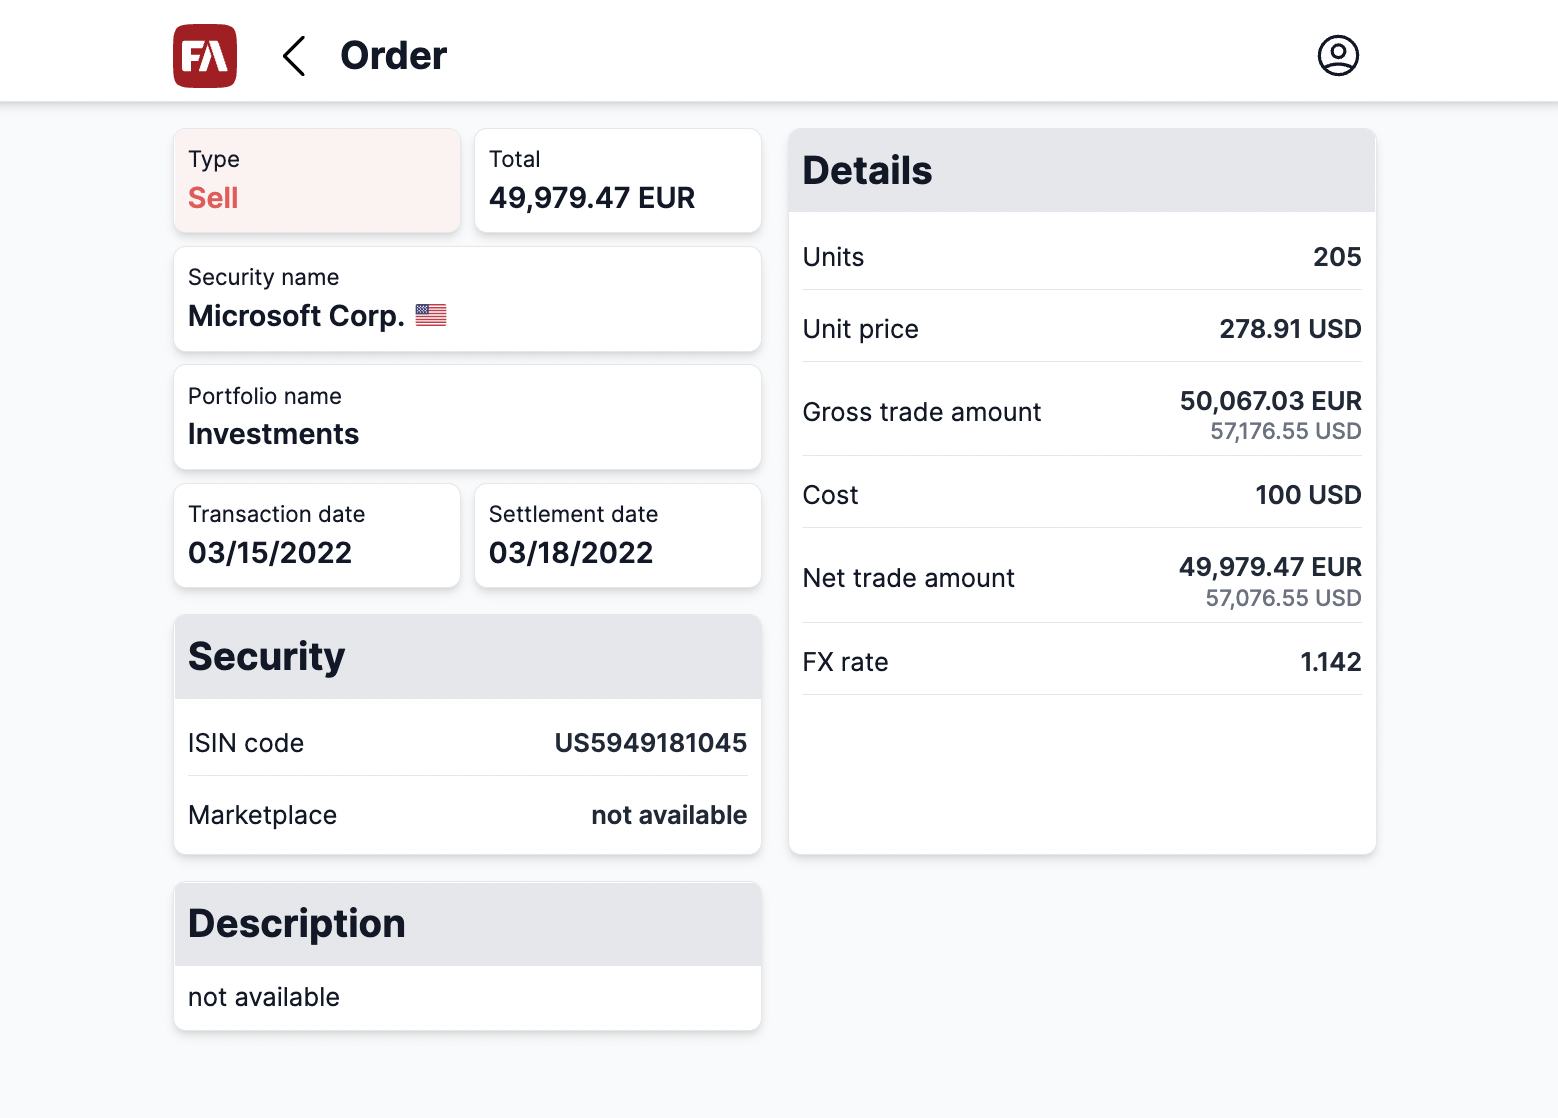 FA
Order
Type
Sell
Total
49,979.47 EUR
Security name
Microsoft Corp.
Portfolio name
Investments
Transaction date
03/15/2022
Settlement date
03/18/2022
Security
ISIN code
US5949181045
Marketplace
not available
Description
not available
Details
Units
205
Unit price
278.91 USD
Gross trade amount
50,067.03 EUR
57,176.55 USD
Cost
100 USD
Net trade amount
49,979.47 EUR
57,076.55 USD
FX rate
1.142